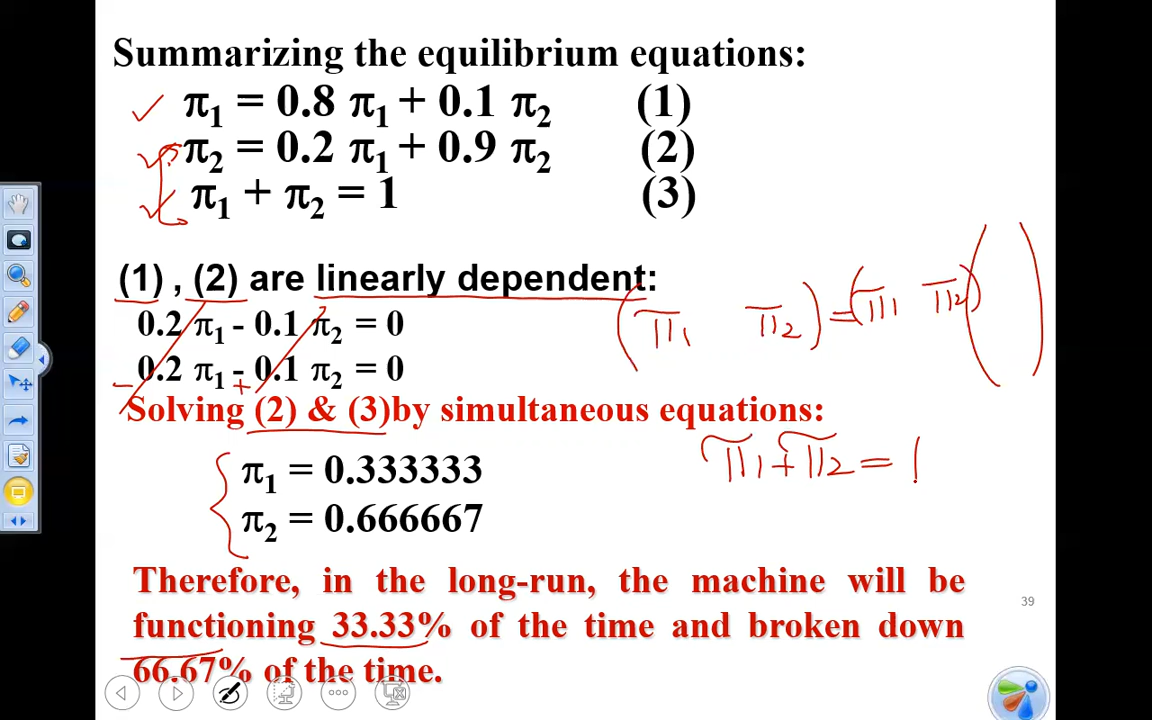 Summarizing the equilibrium equations:
π₁ = 0.8 π₁ + 0.1 π₂ (1)
π₂ = 0.2 π₁ + 0.9 π₂ (2)
π₁ + π₂ = 1 (3)
(1) , (2) are linearly dependent:
0.2 π₁ - 0.1 π₂ = 0
(π₁ π₂) = (π₁ π₂) ( )
0.2 π₁ - 0.1 π₂ = 0
- +
Solving (2) & (3)by simultaneous equations:
π₁ + π₂ = 1
π₁ = 0.333333
π₂ = 0.666667
Therefore, in the long-run, the machine will be
functioning 33.33% of the time and broken down
66.67% of the time.
39